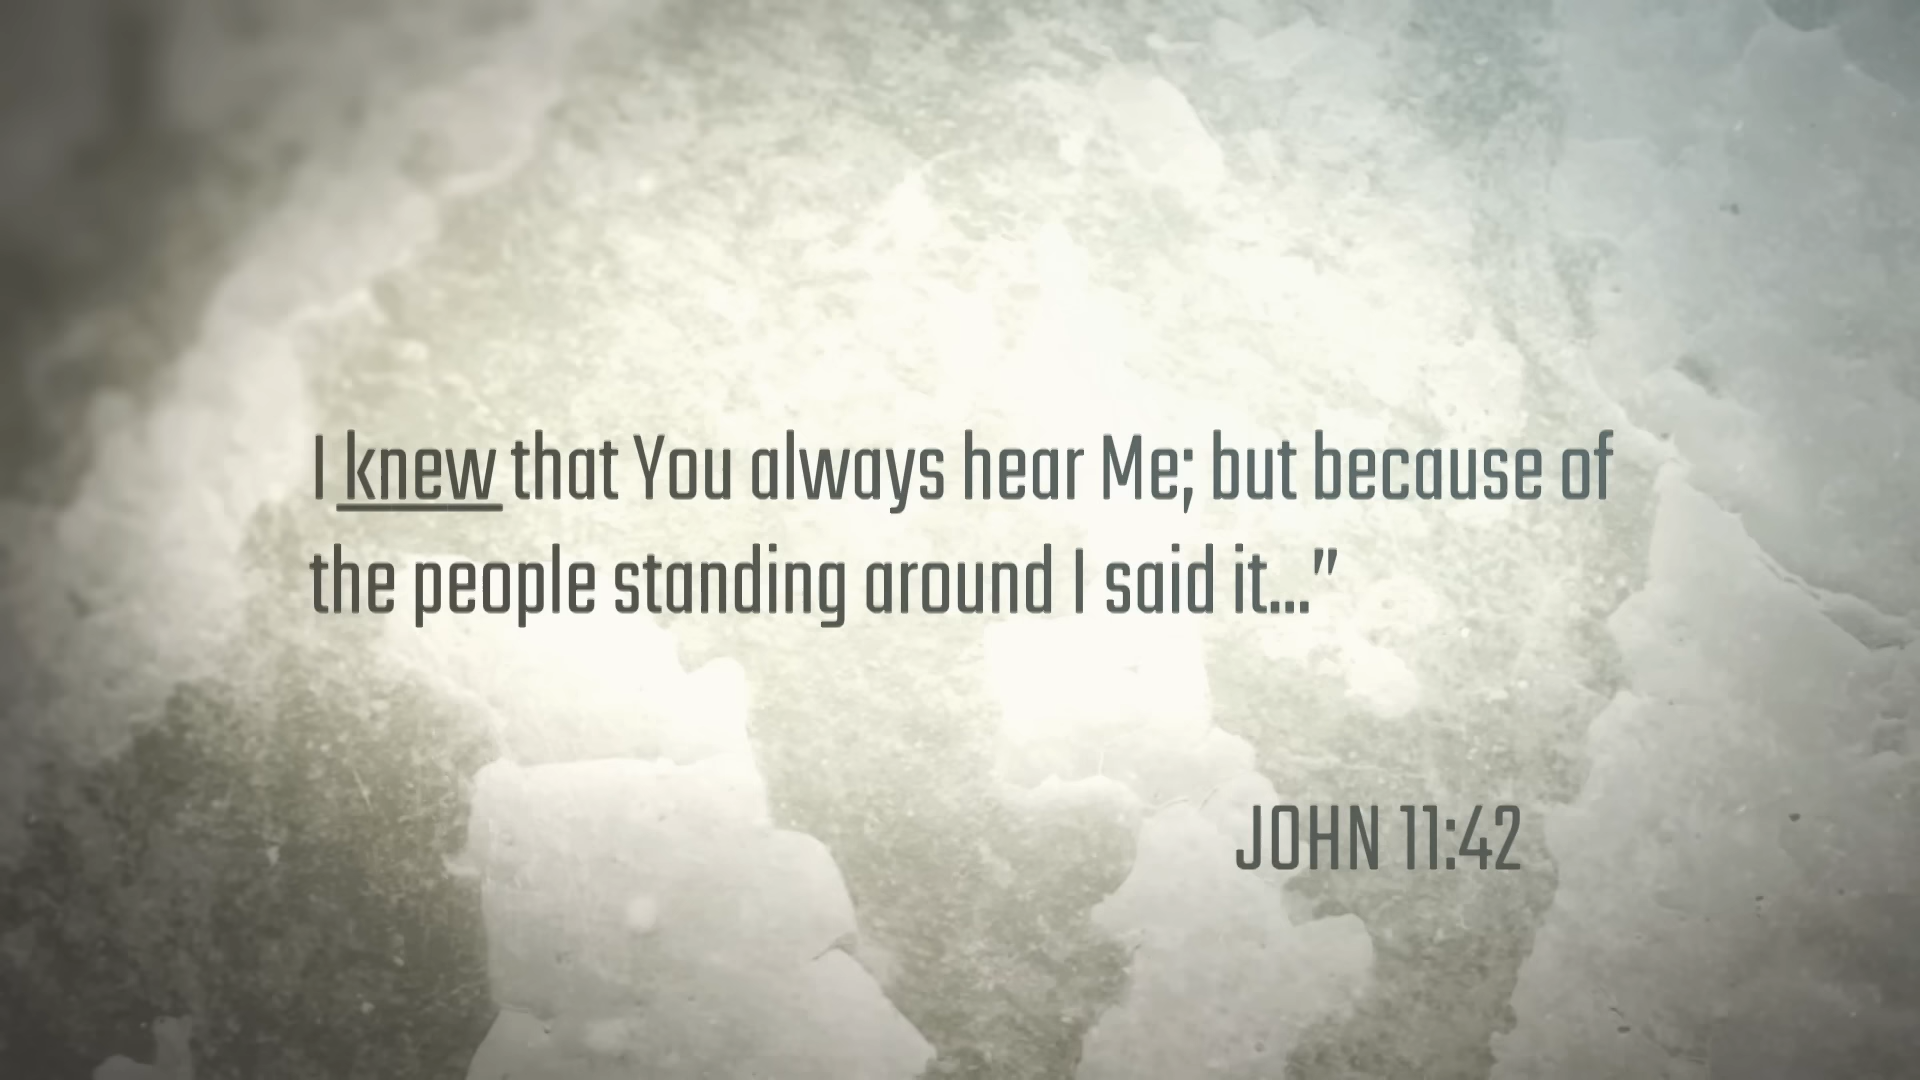 I knew that You always hear Me; but because of
the people standing around I said it...”
JOHN 11:42